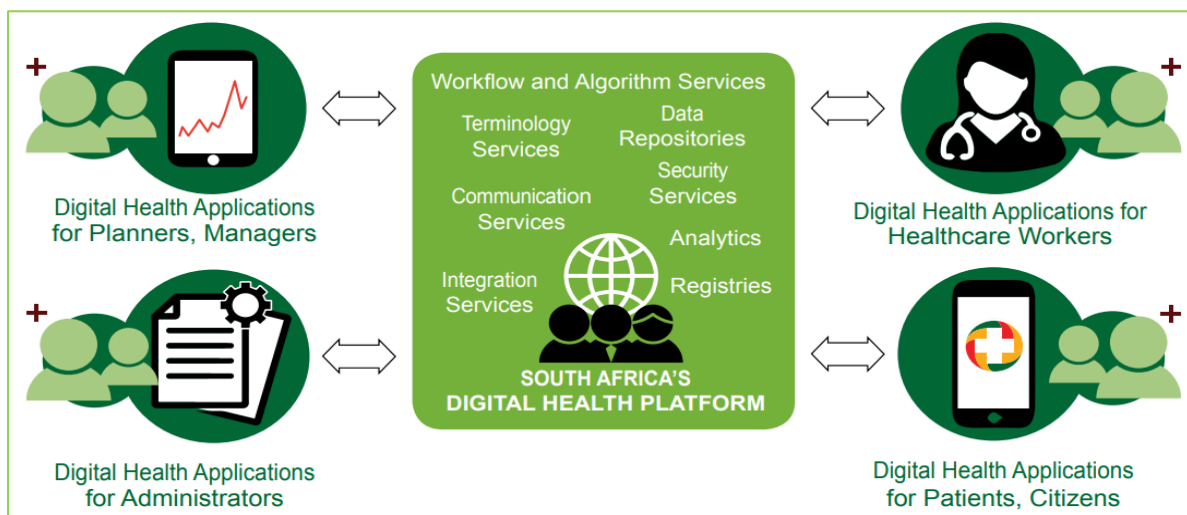 Digital Health Applications
for Planners, Managers
Digital Health Applications
for Administrators
Workflow and Algorithm Services
Terminology
Services
Data
Repositories
Communication
Services
Security
Services
Analytics
Integration
Services
Registries
SOUTH AFRICA'S
DIGITAL HEALTH PLATFORM
Digital Health Applications for
Healthcare Workers
Digital Health Applications
for Patients, Citizens